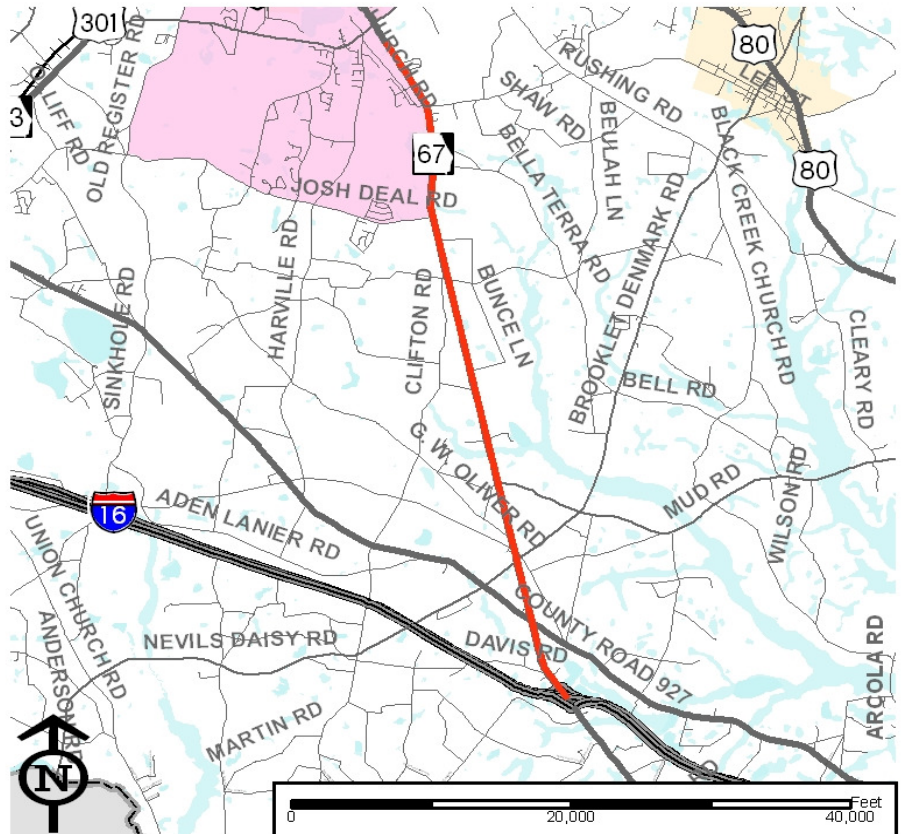 301
80
RUSHING RD
SHAW RD
OLD REGISTER RD
BEULAH LN
BLACK CREEK CHURCH RD
3
67
BELLA TERRA RD
80
JOSH DEAL RD
BROOKLET DENMARK RD
HARVILLE RD
SINKHOLE RD
CLIFTON RD
BUNCE LN
CLEARY RD
BELL RD
G. W. OLIVER RD
MUD RD
WILSON RD
16
ADEN LANIER RD
UNION CHURCH RD
COUNTY ROAD 927
NEVILS DAISY RD
DAVIS RD
ARCOLA RD
MARTIN RD
N
Feet
0 20,000 40,000